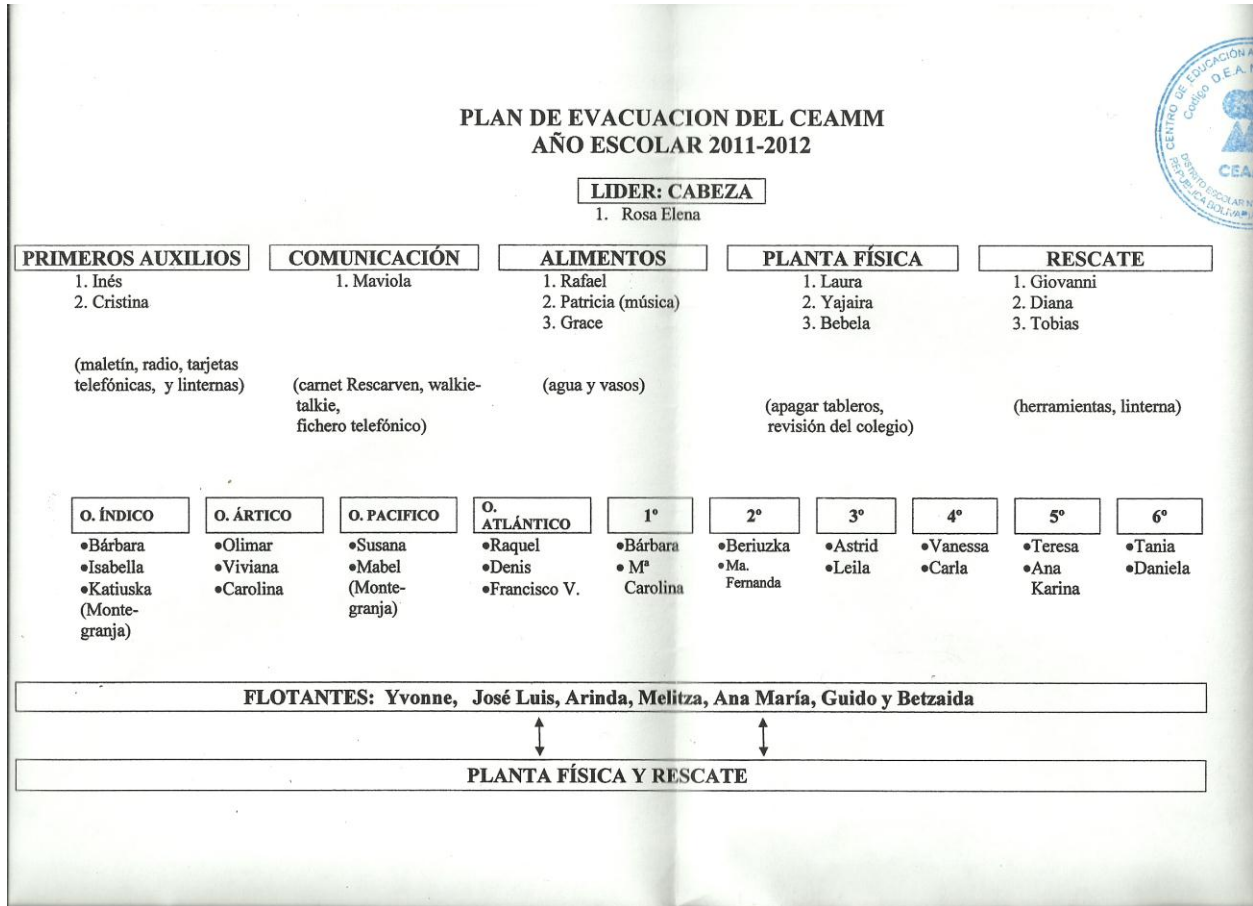 PLAN DE EVACUACION DEL CEAMM
AÑO ESCOLAR 2011-2012
CENTRO DE EDUCACIÓN
Codigo D.E.A.
CEA
DISTRITO ESCOLAR
LIDER: CABEZA
1. Rosa Elena
PRIMEROS AUXILIOS
1. Inés
2. Cristina
(maletín, radio, tarjetas
telefónicas, y linternas)
COMUNICACIÓN
1. Maviola
(carnet Rescarven, walkie-
talkie,
fichero telefónico)
ALIMENTOS
1. Rafael
2. Patricia (música)
3. Grace
(agua y vasos)
PLANTA FÍSICA
1. Laura
2. Yajaira
3. Bebela
(apagar tableros,
revisión del colegio)
RESCATE
1. Giovanni
2. Diana
3. Tobias
(herramientas, linterna)
O. ÍNDICO
•Bárbara
•Isabella
•Katiuska
(Monte-
granja)
O. ÁRTICO
•Olimar
•Viviana
•Carolina
O. PACIFICO
•Susana
•Mabel
(Monte-
granja)
O.
ATLÁNTICO
•Raquel
•Denis
•Francisco V.
1º
•Bárbara
• Mª
Carolina
2º
•Beriuzka
•Ma.
Fernanda
3º
•Astrid
•Leila
4º
•Vanessa
•Carla
5º
•Teresa
•Ana
Karina
6º
•Tania
•Daniela
FLOTANTES: Yvonne, José Luis, Arinda, Melitza, Ana María, Guido y Betzaida
PLANTA FÍSICA Y RESCATE